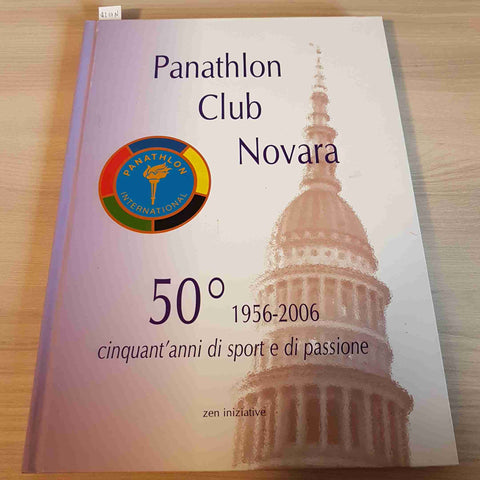 Panathlon
Club
Novara
PANATHLON
INTERNATIONAL
50° 1956-2006
cinquant'anni di sport e di passione
zen iniziative